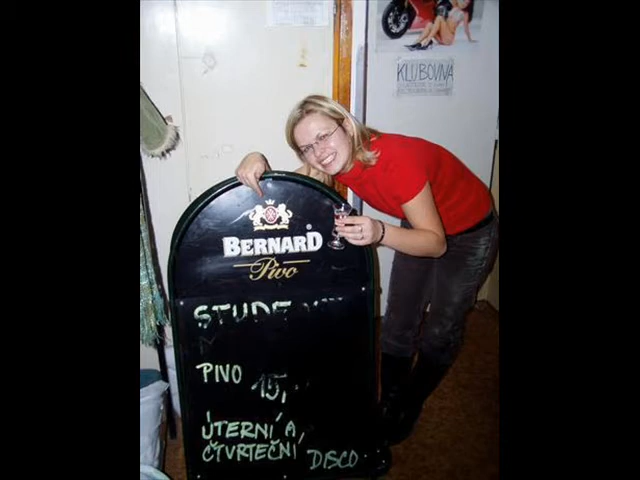 KLUBOVNA
BERNARD
Pivo
PIVO 15,-
ÚTERNÍ A
ČTVRTEČNÍ
DISCO